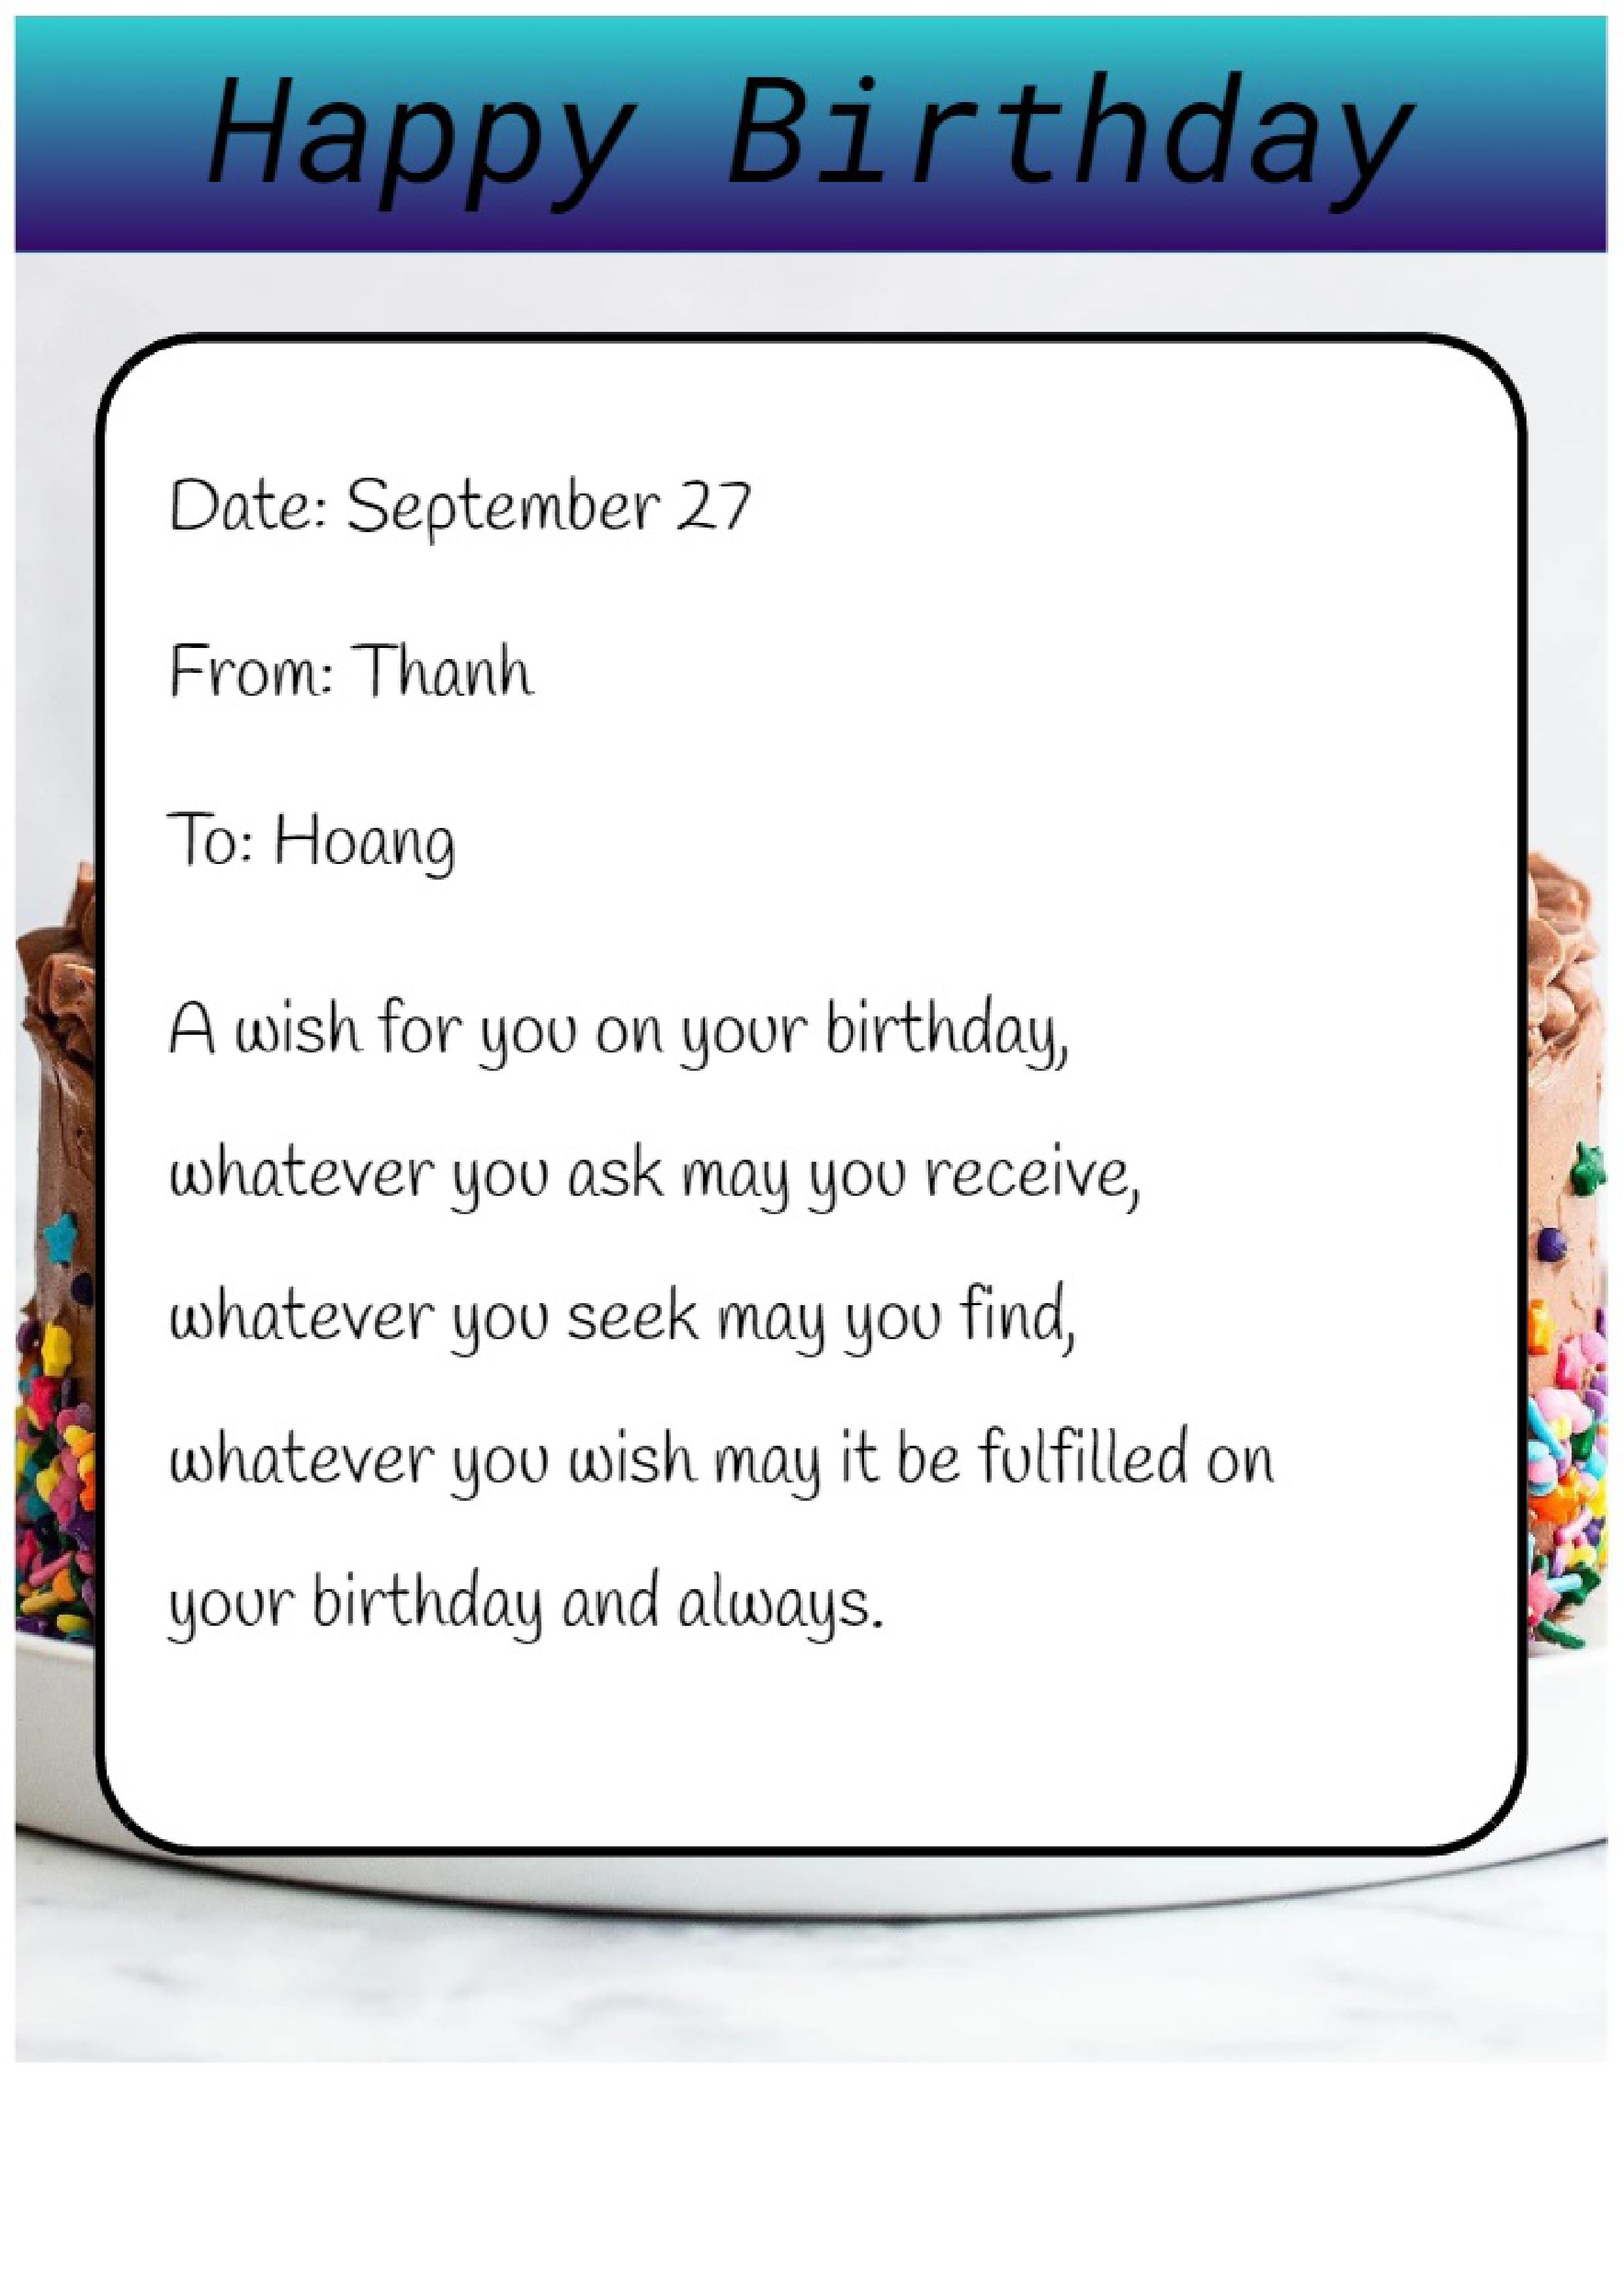 Happy Birthday
Date: September 27
From: Thanh
To: Hoang
A wish for you on your birthday,
whatever you ask may you receive,
whatever you seek may you find,
whatever you wish may it be fulfilled on
your birthday and always.